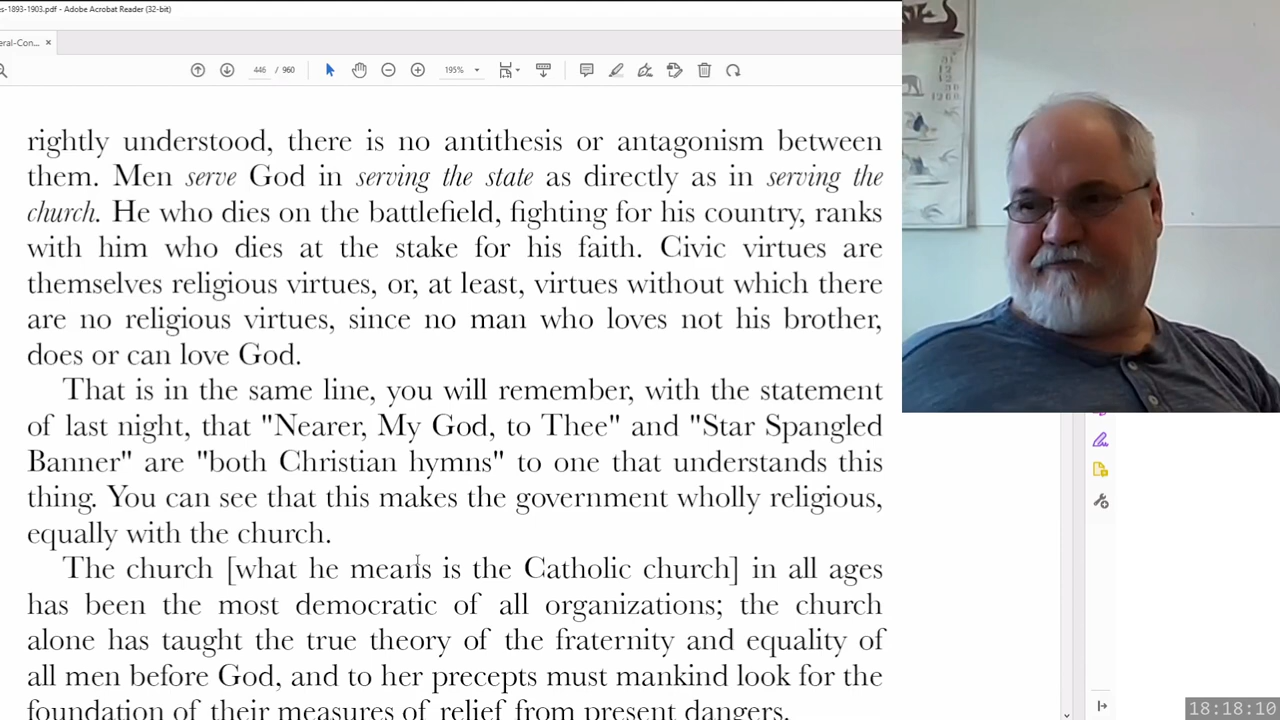 s-1893-1903.pdf - Adobe Acrobat Reader (32-bit)
eral-Con... ×
446 / 960 195%
rightly understood, there is no antithesis or antagonism between
them. Men serve God in serving the state as directly as in serving the
church. He who dies on the battlefield, fighting for his country, ranks
with him who dies at the stake for his faith. Civic virtues are
themselves religious virtues, or, at least, virtues without which there
are no religious virtues, since no man who loves not his brother,
does or can love God.
That is in the same line, you will remember, with the statement
of last night, that "Nearer, My God, to Thee" and "Star Spangled
Banner" are "both Christian hymns" to one that understands this
thing. You can see that this makes the government wholly religious,
equally with the church.
The church [what he means is the Catholic church] in all ages
has been the most democratic of all organizations; the church
alone has taught the true theory of the fraternity and equality of
all men before God, and to her precepts must mankind look for the
foundation of their measures of relief from present dangers.
18:18:10